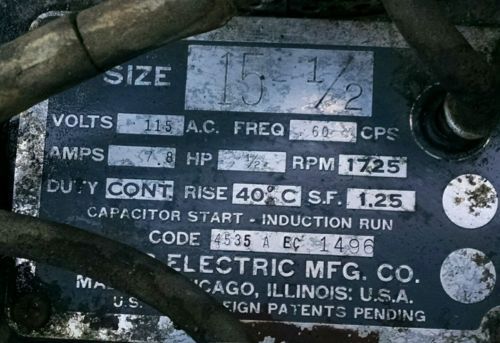 SIZE 15 1/2
VOLTS 115 A.C. FREQ 60 CPS
AMPS 7.8 HP 1/2 RPM 1725
DUTY CONT. RISE 40°C S.F. 1.25
CAPACITOR START - INDUCTION RUN
CODE 4535 A EC 1496
ELECTRIC MFG. CO.
CHICAGO, ILLINOIS: U.S.A.
U.S. PATENTS PENDING